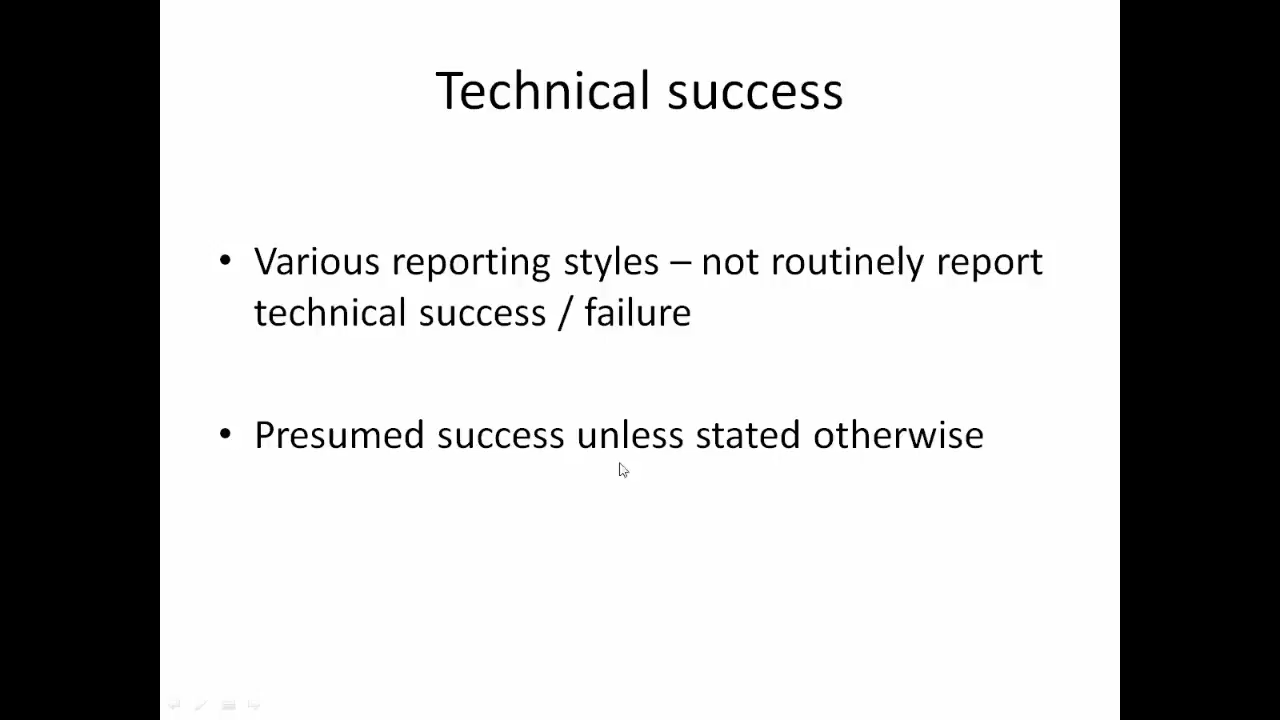 Technical success
• Various reporting styles – not routinely report
technical success / failure
• Presumed success unless stated otherwise